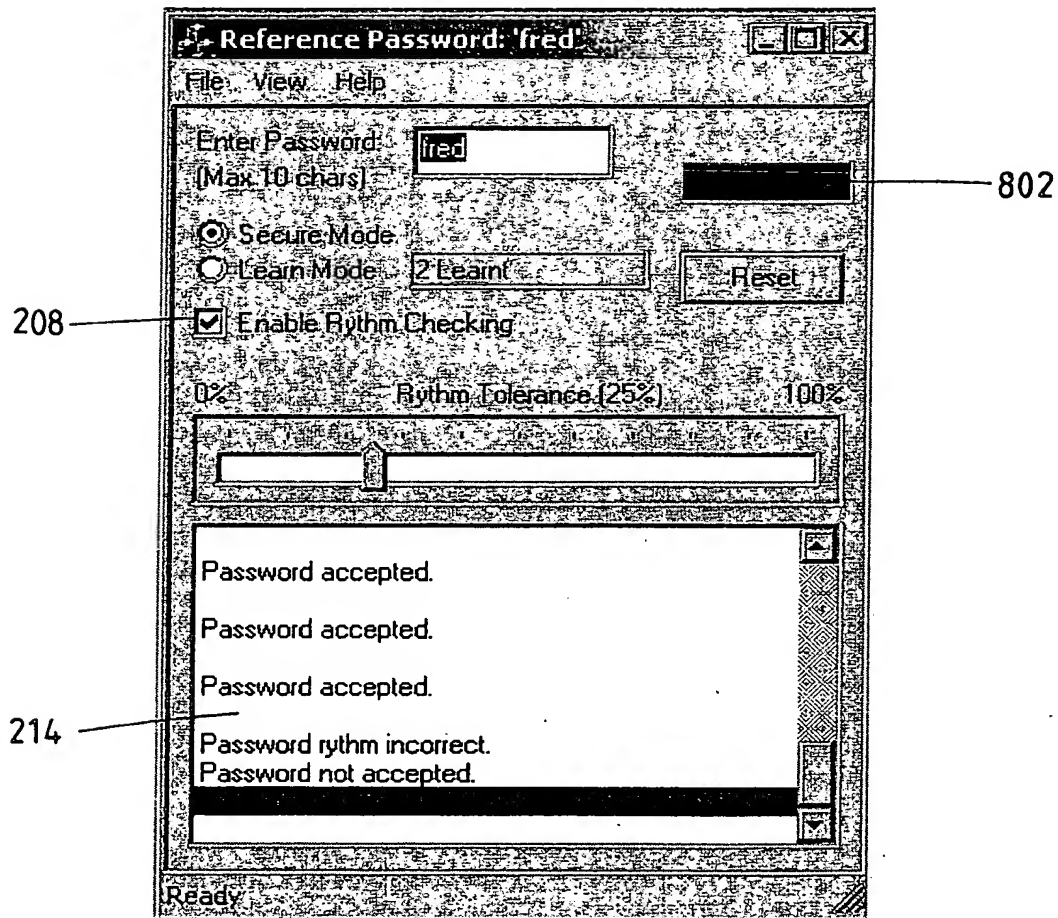 Reference Password: 'fred'
File View Help
Enter Password:
(Max 10 chars)
fred
802
Secure Mode
Learn Mode
2 Learnt
Reset
208
Enable Rythm Checking
0% Rythm Tolerance (25%) 100%
Password accepted.
Password accepted.
Password accepted.
214
Password rythm incorrect.
Password not accepted.
Ready